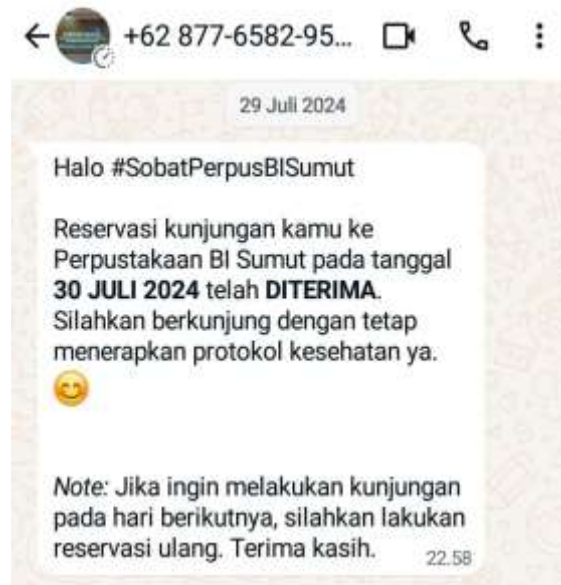 +62 877-6582-95...
29 Juli 2024
Halo #SobatPerpusBISumut
Reservasi kunjungan kamu ke
Perpustakaan BI Sumut pada tanggal
30 JULI 2024 telah DITERIMA.
Silahkan berkunjung dengan tetap
menerapkan protokol kesehatan ya.
😊
Note: Jika ingin melakukan kunjungan
pada hari berikutnya, silahkan lakukan
reservasi ulang. Terima kasih.
22.58